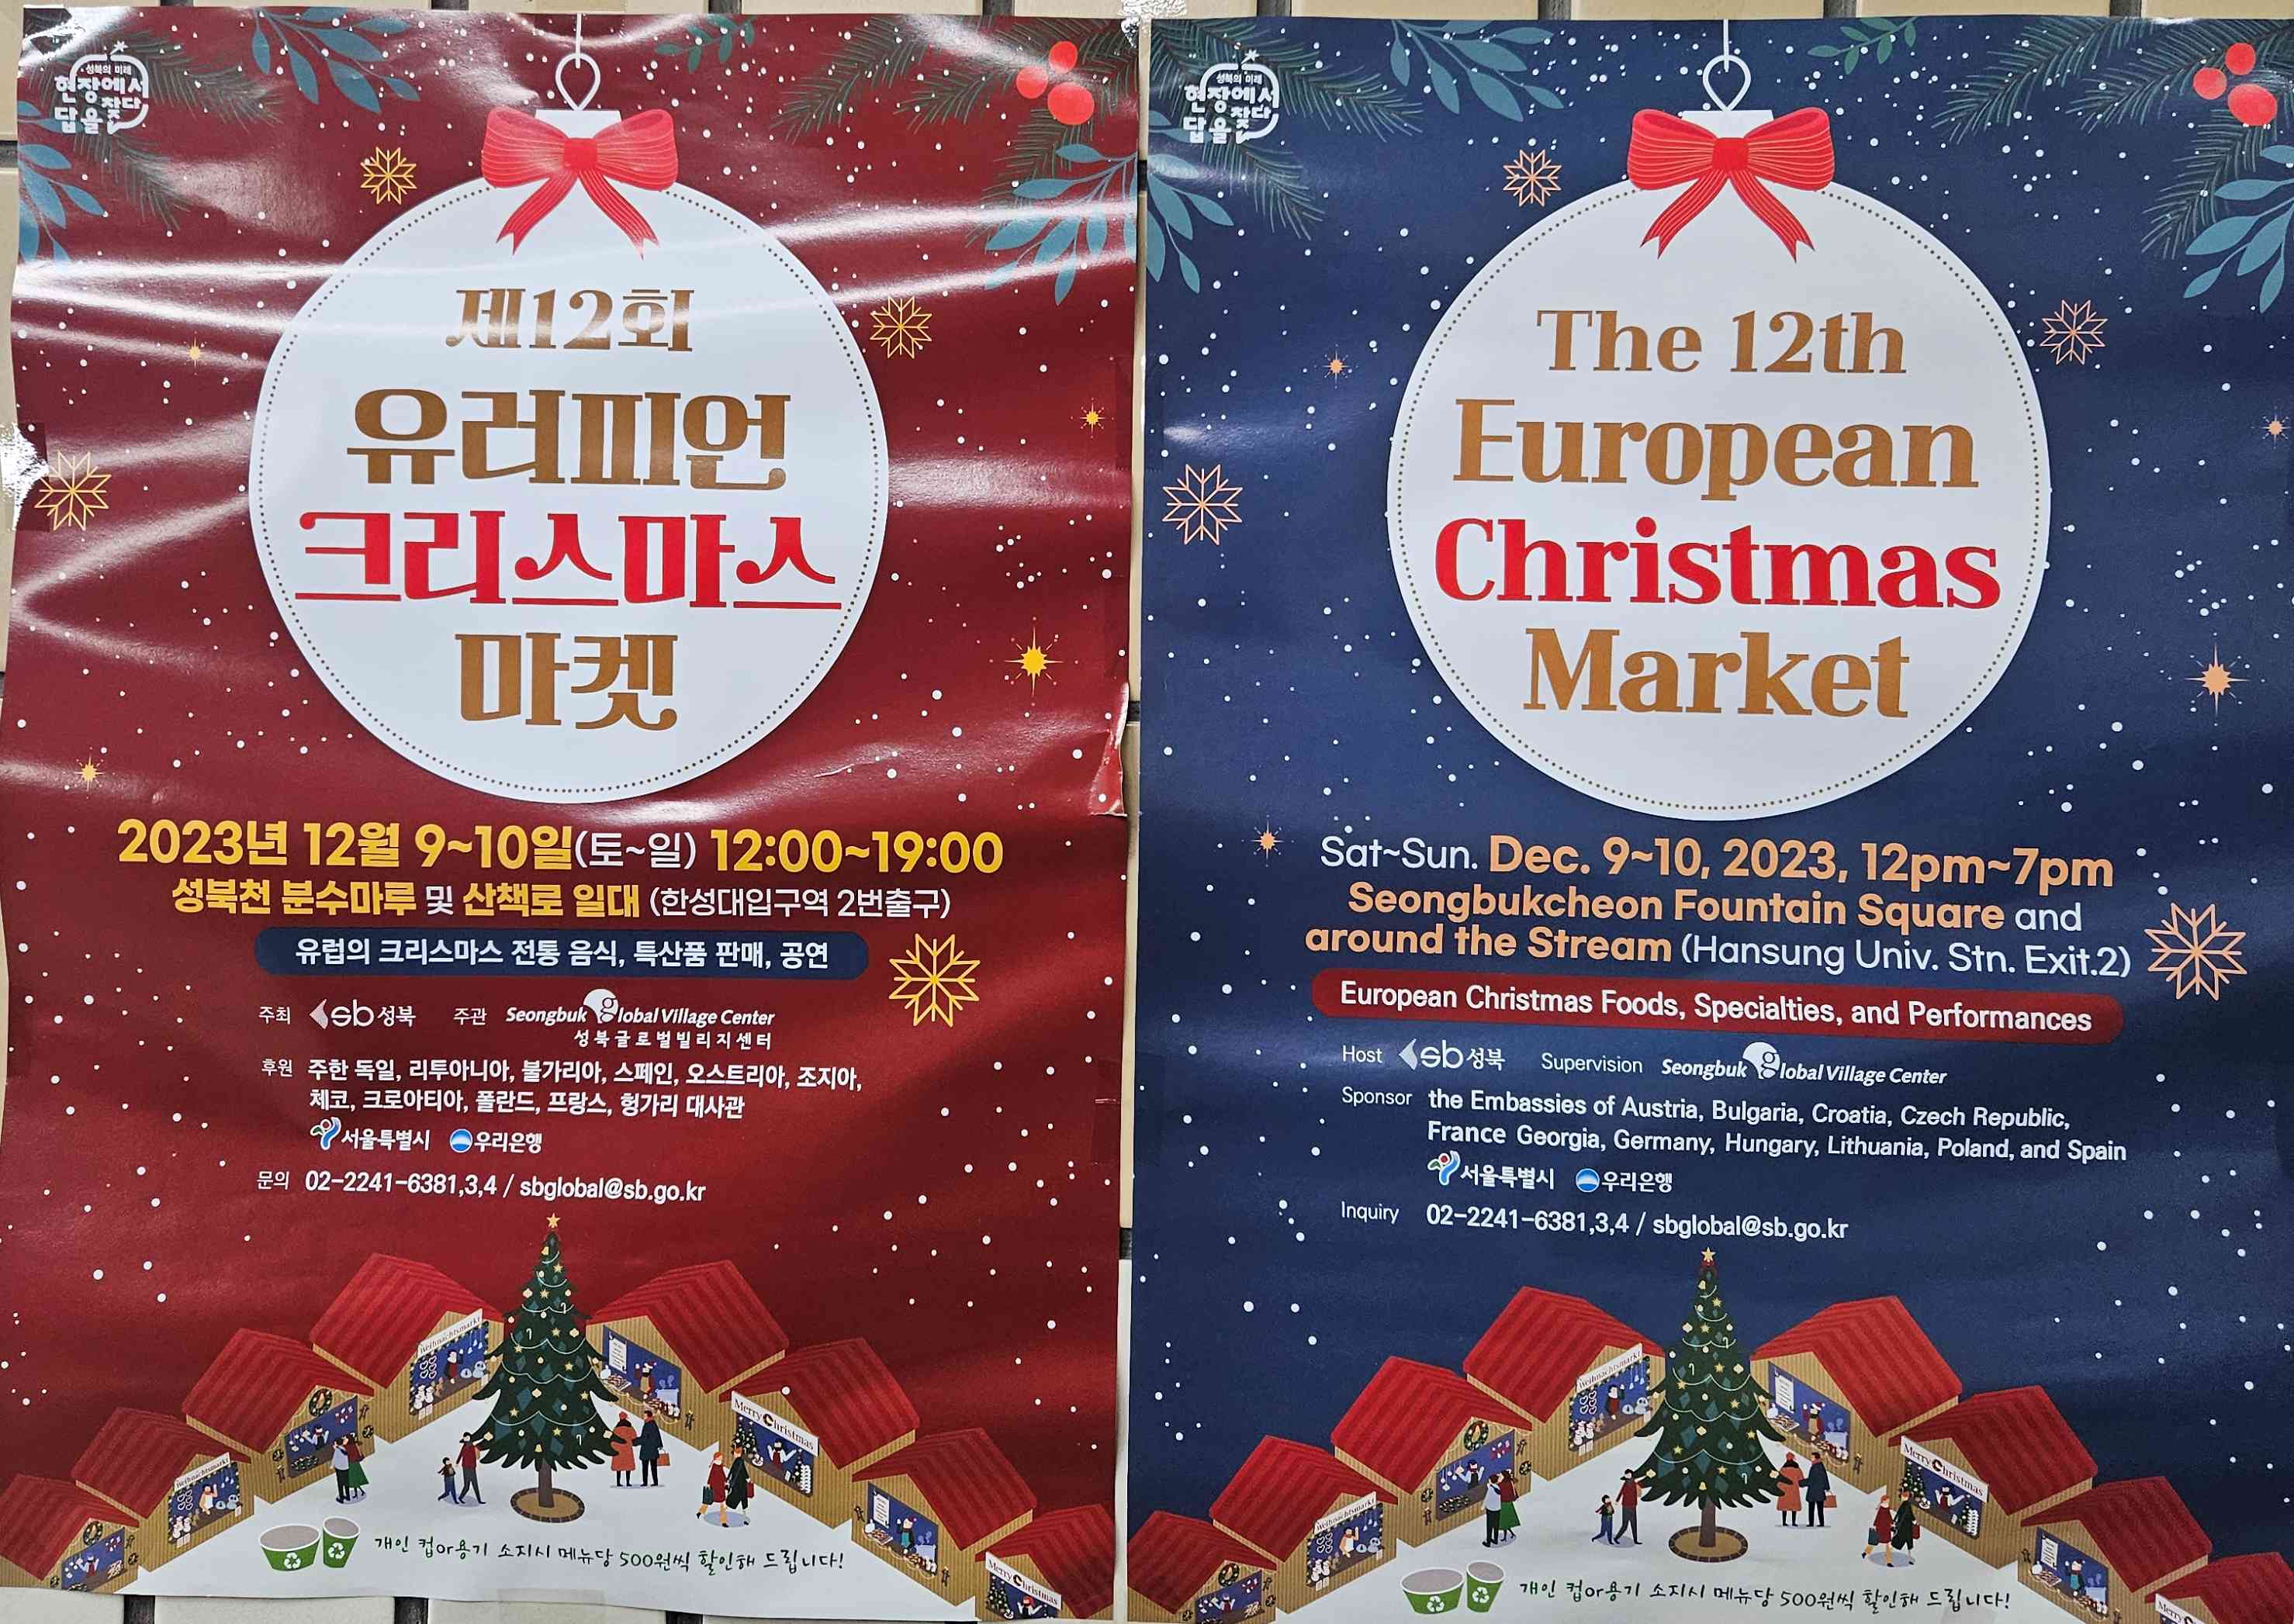 성북의 미래
현장에서
답을 찾다
제12회
유러피언
크리스마스
마켓
2023년 12월 9~10일(토~일) 12:00~19:00
성북천 분수마루 및 산책로 일대 (한성대입구역 2번출구)
유럽의 크리스마스 전통 음식, 특산품 판매, 공연
주최 sb성북 주관 Seongbuk global Village Center
성북글로벌빌리지센터
후원 주한 독일, 리투아니아, 불가리아, 스페인, 오스트리아, 조지아,
체코, 크로아티아, 폴란드, 프랑스, 헝가리 대사관
서울특별시 우리은행
문의 02-2241-6381,3,4 / sbglobal@sb.go.kr
Weihnachtsmarkt
Merry Christmas
Weihnachtsmarkt
Merry Christmas
개인 컵or용기 소지시 메뉴당 500원씩 할인해 드립니다!
성북의 미래
현장에서
답을 찾다
The 12th
European
Christmas
Market
Sat~Sun. Dec. 9~10, 2023, 12pm~7pm
Seongbukcheon Fountain Square and
around the Stream (Hansung Univ. Stn. Exit.2)
European Christmas Foods, Specialties, and Performances
Host sb성북 Supervision Seongbuk global Village Center
Sponsor the Embassies of Austria, Bulgaria, Croatia, Czech Republic,
France Georgia, Germany, Hungary, Lithuania, Poland, and Spain
서울특별시 우리은행
Inquiry 02-2241-6381,3,4 / sbglobal@sb.go.kr
Weihnachtsmarkt
Merry Christmas
Weihnachtsmarkt
Merry
개인 컵or용기 소지시 메뉴당 500원씩 할인해 드립니다!